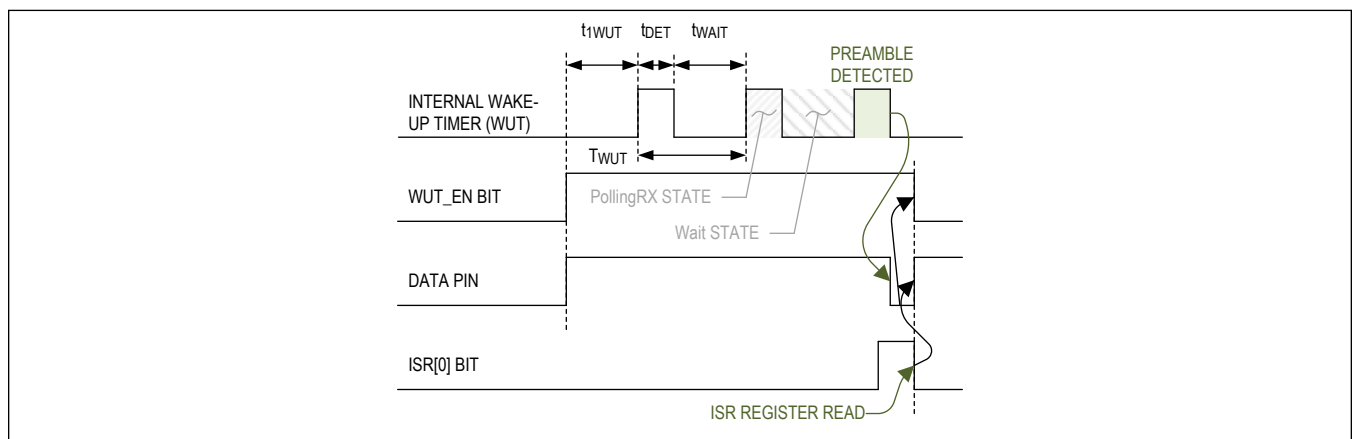 t1WUT tDET tWAIT
PREAMBLE
DETECTED
INTERNAL WAKE-
UP TIMER (WUT)
TWUT
WUT_EN BIT
PollingRX STATE
Wait STATE
DATA PIN
ISR[0] BIT
ISR REGISTER READ